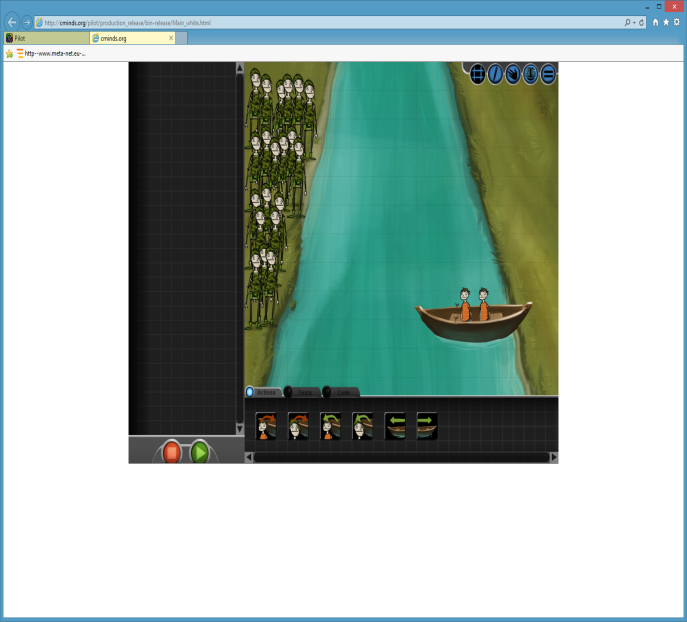 http://cminds.org/pilot/production_release/bin-release/Main_white.html
Pilot
cminds.org
X
http--www.meta-net.eu-...
Actions